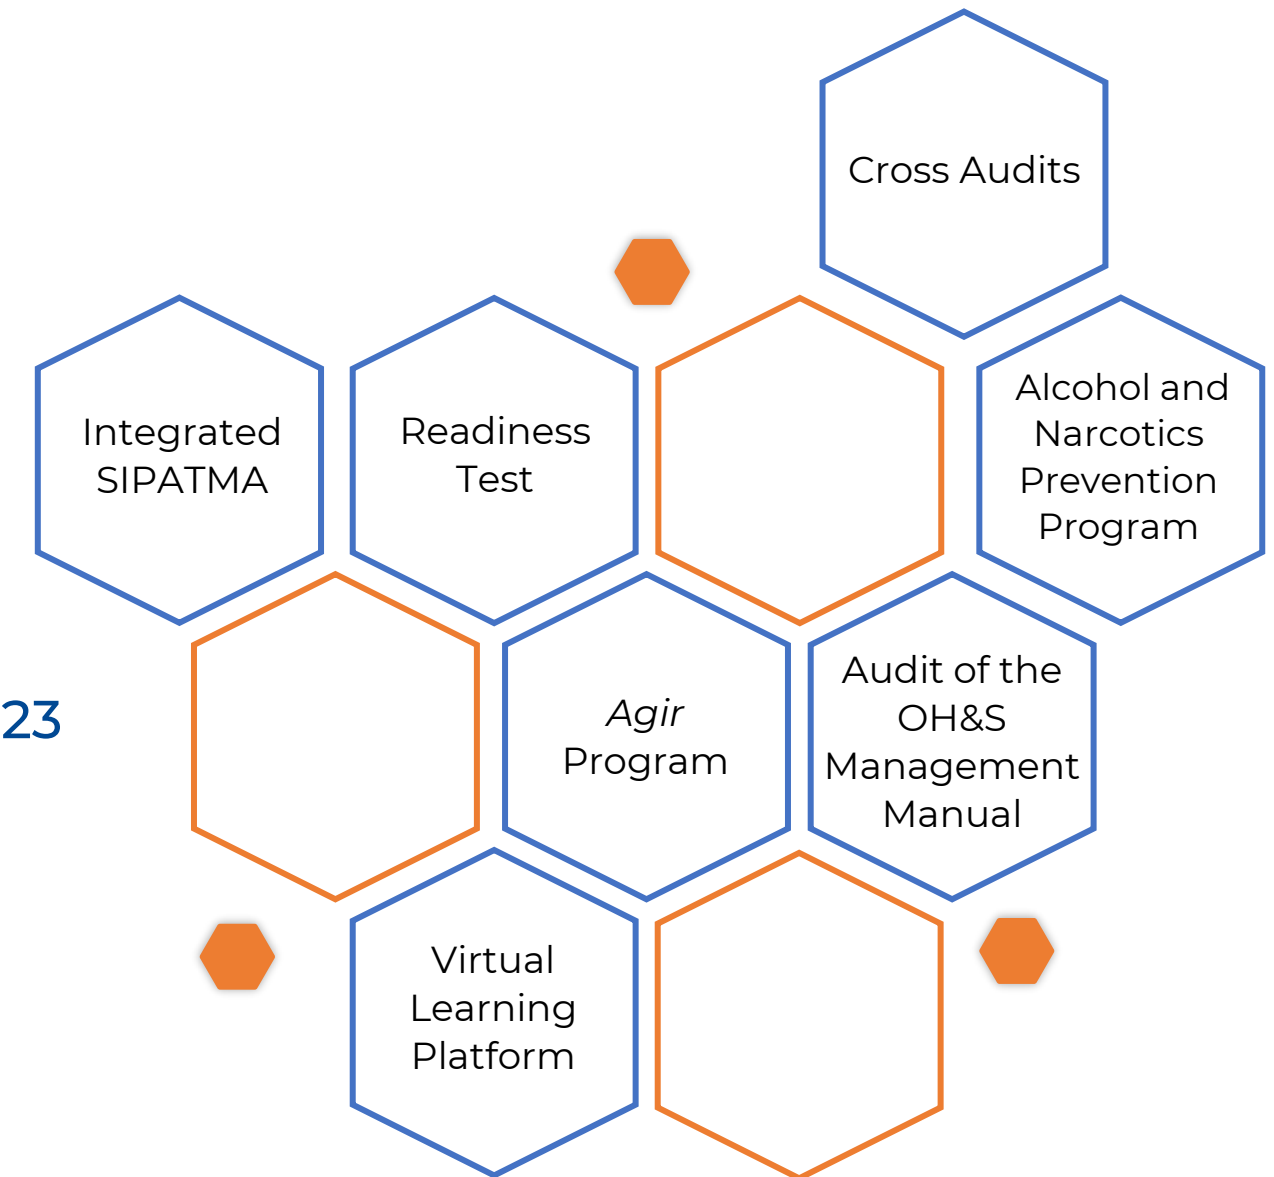 Cross Audits
Integrated
SIPATMA
Readiness
Test
Alcohol and
Narcotics
Prevention
Program
23
Agir
Program
Audit of the
OH&S
Management
Manual
Virtual
Learning
Platform